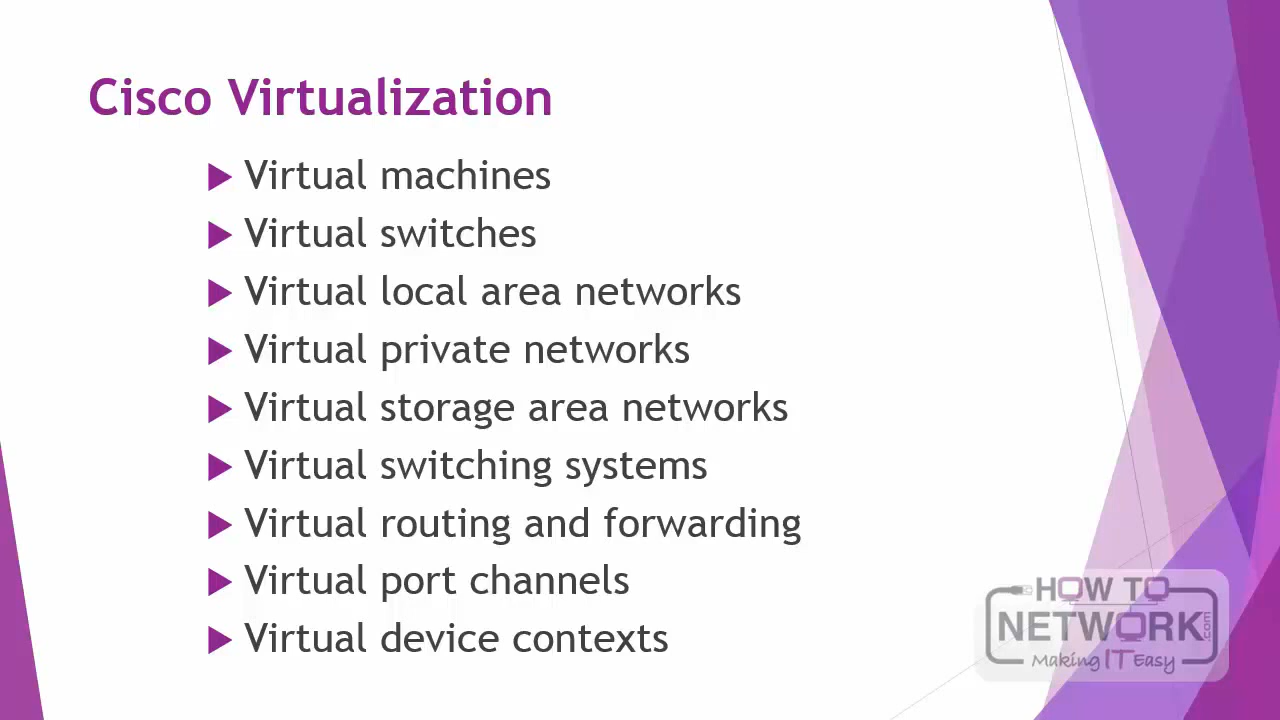 Cisco Virtualization
Virtual machines
Virtual switches
Virtual local area networks
Virtual private networks
Virtual storage area networks
Virtual switching systems
Virtual routing and forwarding
Virtual port channels
Virtual device contexts
HOW TO
NETWORK.com
Making IT Easy